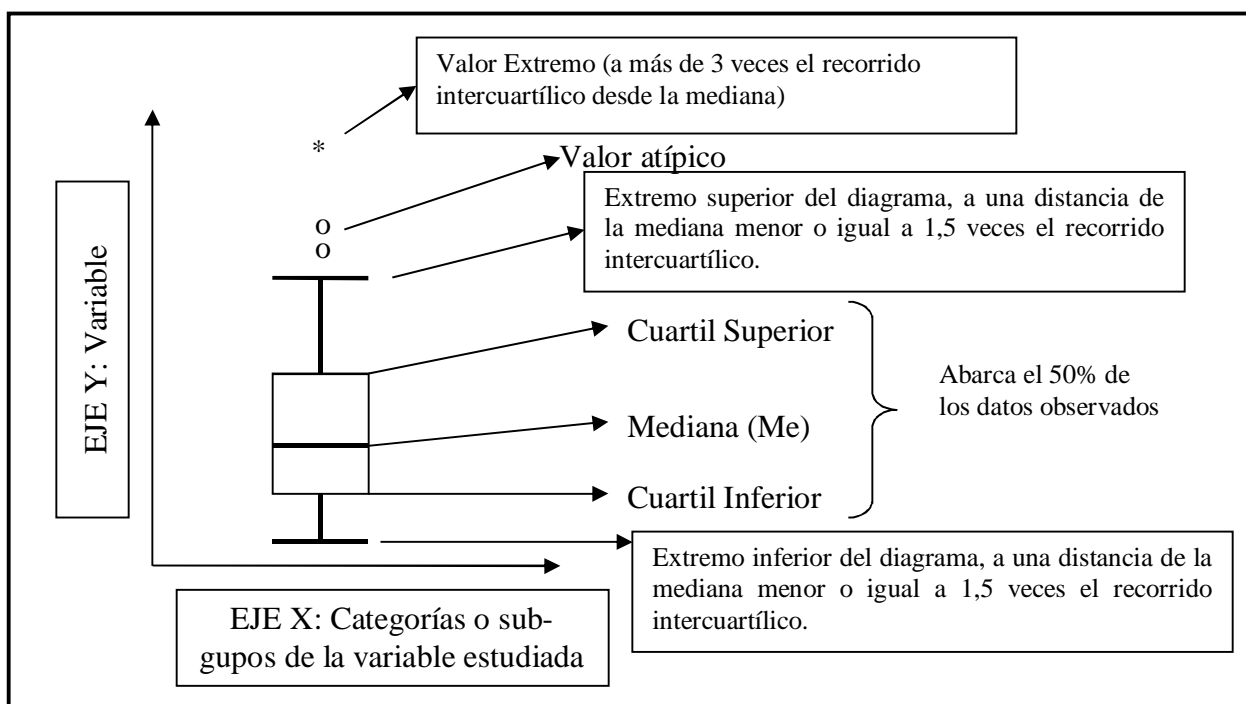 Valor Extremo (a más de 3 veces el recorrido
intercuartílico desde la mediana)
*
Valor atípico
Extremo superior del diagrama, a una distancia de
la mediana menor o igual a 1,5 veces el recorrido
intercuartílico.
o
o
EJE Y: Variable
Cuartil Superior
Abarca el 50% de
los datos observados
Mediana (Me)
Cuartil Inferior
Extremo inferior del diagrama, a una distancia de la
mediana menor o igual a 1,5 veces el recorrido
intercuartílico.
EJE X: Categorías o sub-
gupos de la variable estudiada